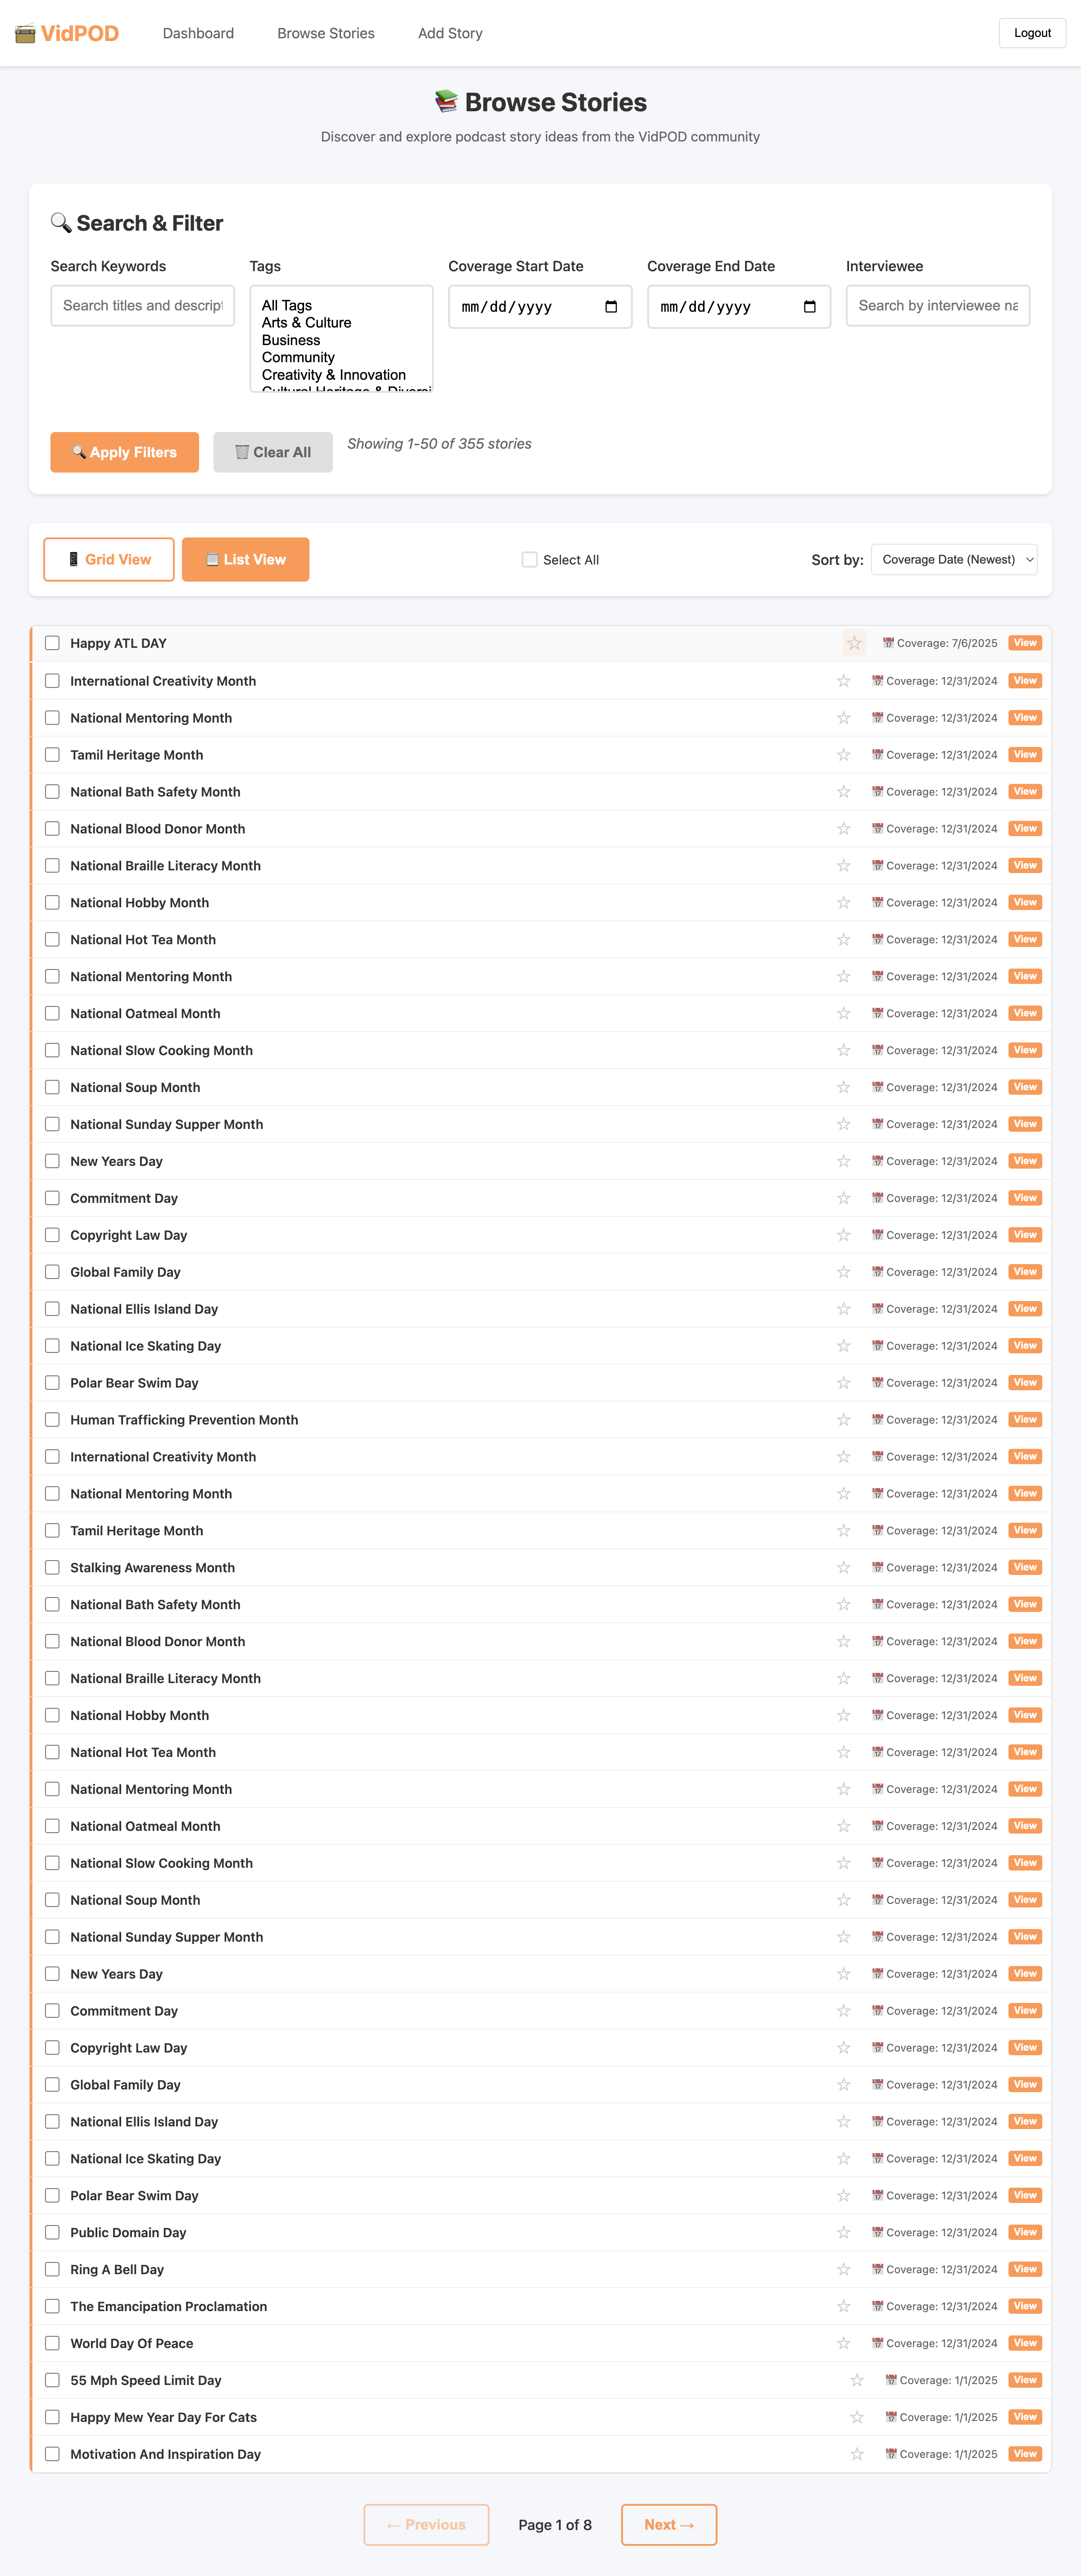 VidPOD
Dashboard
Browse Stories
Add Story
Logout
Browse Stories
Discover and explore podcast story ideas from the VidPOD community
Search & Filter
Search Keywords
Tags
Coverage Start Date
Coverage End Date
Interviewee
Search titles and descript
All Tags
Arts & Culture
Business
Community
Creativity & Innovation
Cultural Heritage & Diversi
mm/dd/yyyy
mm/dd/yyyy
Search by interviewee na
Apply Filters
Clear All
Showing 1-50 of 355 stories
Grid View
List View
Select All
Sort by:
Coverage Date (Newest)
Happy ATL DAY Coverage: 7/6/2025 View
International Creativity Month Coverage: 12/31/2024 View
National Mentoring Month Coverage: 12/31/2024 View
Tamil Heritage Month Coverage: 12/31/2024 View
National Bath Safety Month Coverage: 12/31/2024 View
National Blood Donor Month Coverage: 12/31/2024 View
National Braille Literacy Month Coverage: 12/31/2024 View
National Hobby Month Coverage: 12/31/2024 View
National Hot Tea Month Coverage: 12/31/2024 View
National Mentoring Month Coverage: 12/31/2024 View
National Oatmeal Month Coverage: 12/31/2024 View
National Slow Cooking Month Coverage: 12/31/2024 View
National Soup Month Coverage: 12/31/2024 View
National Sunday Supper Month Coverage: 12/31/2024 View
New Years Day Coverage: 12/31/2024 View
Commitment Day Coverage: 12/31/2024 View
Copyright Law Day Coverage: 12/31/2024 View
Global Family Day Coverage: 12/31/2024 View
National Ellis Island Day Coverage: 12/31/2024 View
National Ice Skating Day Coverage: 12/31/2024 View
Polar Bear Swim Day Coverage: 12/31/2024 View
Human Trafficking Prevention Month Coverage: 12/31/2024 View
International Creativity Month Coverage: 12/31/2024 View
National Mentoring Month Coverage: 12/31/2024 View
Tamil Heritage Month Coverage: 12/31/2024 View
Stalking Awareness Month Coverage: 12/31/2024 View
National Bath Safety Month Coverage: 12/31/2024 View
National Blood Donor Month Coverage: 12/31/2024 View
National Braille Literacy Month Coverage: 12/31/2024 View
National Hobby Month Coverage: 12/31/2024 View
National Hot Tea Month Coverage: 12/31/2024 View
National Mentoring Month Coverage: 12/31/2024 View
National Oatmeal Month Coverage: 12/31/2024 View
National Slow Cooking Month Coverage: 12/31/2024 View
National Soup Month Coverage: 12/31/2024 View
National Sunday Supper Month Coverage: 12/31/2024 View
New Years Day Coverage: 12/31/2024 View
Commitment Day Coverage: 12/31/2024 View
Copyright Law Day Coverage: 12/31/2024 View
Global Family Day Coverage: 12/31/2024 View
National Ellis Island Day Coverage: 12/31/2024 View
National Ice Skating Day Coverage: 12/31/2024 View
Polar Bear Swim Day Coverage: 12/31/2024 View
Public Domain Day Coverage: 12/31/2024 View
Ring A Bell Day Coverage: 12/31/2024 View
The Emancipation Proclamation Coverage: 12/31/2024 View
World Day Of Peace Coverage: 12/31/2024 View
55 Mph Speed Limit Day Coverage: 1/1/2025 View
Happy Mew Year Day For Cats Coverage: 1/1/2025 View
Motivation And Inspiration Day Coverage: 1/1/2025 View
← Previous
Page 1 of 8
Next →